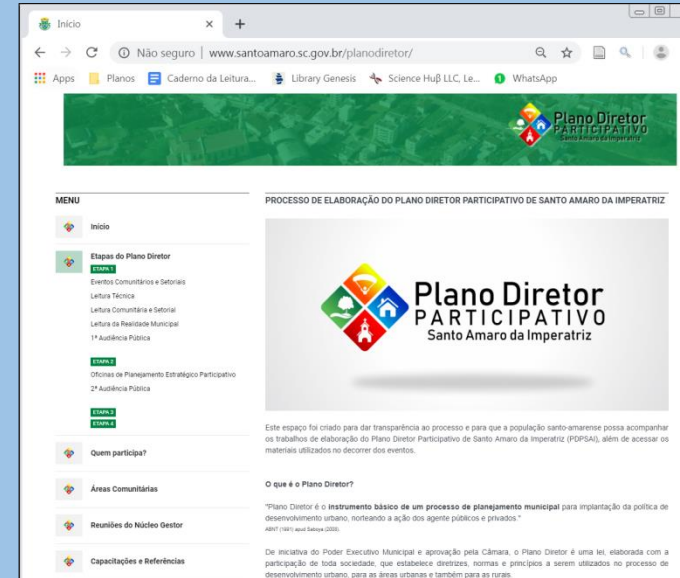 Início
Não seguro | www.santoamaro.sc.gov.br/planodiretor/
Apps Planos Caderno da Leitura... Library Genesis Science Huβ LLC, Le... WhatsApp
Plano Diretor
PARTICIPATIVO
Santo Amaro da Imperatriz
MENU
Início
Etapas do Plano Diretor
ETAPA 1
Eventos Comunitários e Setoriais
Leitura Técnica
Leitura Comunitária e Setorial
Leitura da Realidade Municipal
1ª Audiência Pública
ETAPA 2
Oficinas de Planejamento Estratégico Participativo
2ª Audiência Pública
ETAPA 3
ETAPA 4
Quem participa?
Áreas Comunitárias
Reuniões do Núcleo Gestor
Capacitações e Referências
PROCESSO DE ELABORAÇÃO DO PLANO DIRETOR PARTICIPATIVO DE SANTO AMARO DA IMPERATRIZ
Plano Diretor
PARTICIPATIVO
Santo Amaro da Imperatriz
Este espaço foi criado para dar transparência ao processo e para que a população santo-amarense possa acompanhar
os trabalhos de elaboração do Plano Diretor Participativo de Santo Amaro da Imperatriz (PDPSAI), além de acessar os
materiais utilizados no decorrer dos eventos.
O que é o Plano Diretor?
"Plano Diretor é o instrumento básico de um processo de planejamento municipal para implantação da política de
desenvolvimento urbano, norteando a ação dos agente públicos e privados."
ABNT (1991) apud Saboya (2008).
De iniciativa do Poder Executivo Municipal e aprovação pela Câmara, o Plano Diretor é uma lei, elaborada com a
participação de toda sociedade, que estabelece diretrizes, normas e princípios a serem utilizados no processo de
desenvolvimento urbano, para as áreas urbanas e também para as rurais.